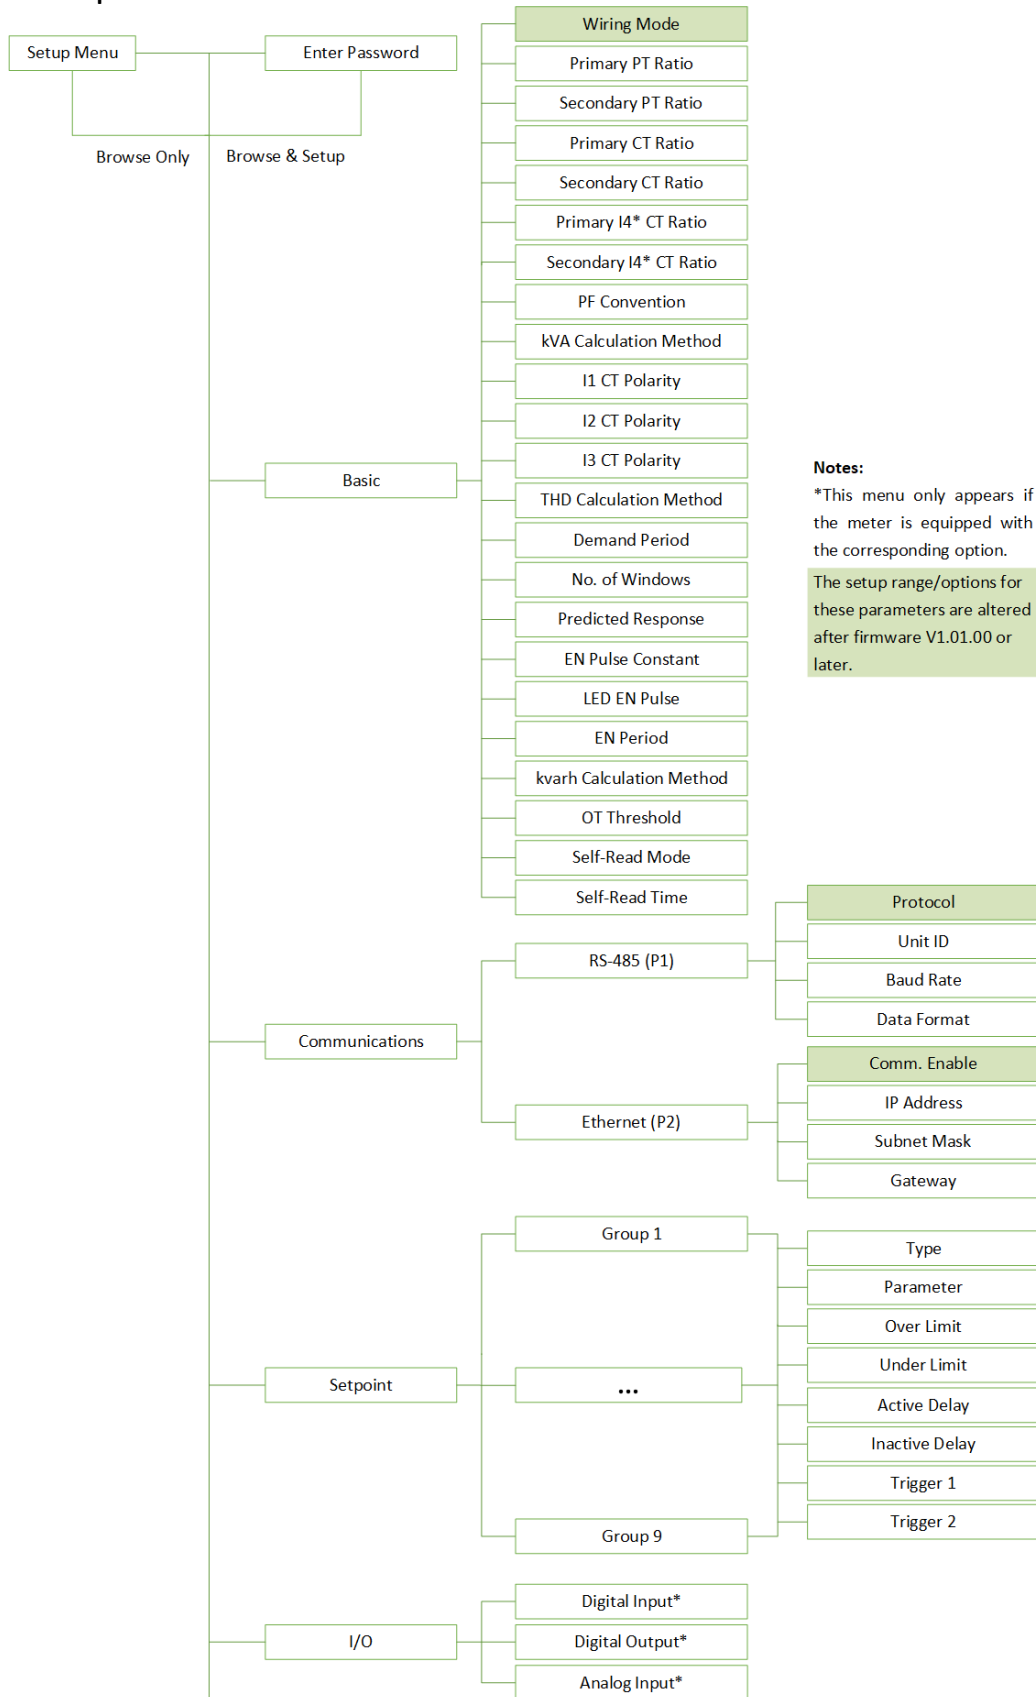 Setup Menu
Enter Password
Browse Only
Browse & Setup
Basic
Wiring Mode
Primary PT Ratio
Secondary PT Ratio
Primary CT Ratio
Secondary CT Ratio
Primary I4* CT Ratio
Secondary I4* CT Ratio
PF Convention
kVA Calculation Method
I1 CT Polarity
I2 CT Polarity
I3 CT Polarity
THD Calculation Method
Demand Period
No. of Windows
Predicted Response
EN Pulse Constant
LED EN Pulse
EN Period
kvarh Calculation Method
OT Threshold
Self-Read Mode
Self-Read Time
Notes:
*This menu only appears if
the meter is equipped with
the corresponding option.
The setup range/options for
these parameters are altered
after firmware V1.01.00 or
later.
Communications
RS-485 (P1)
Protocol
Unit ID
Baud Rate
Data Format
Ethernet (P2)
Comm. Enable
IP Address
Subnet Mask
Gateway
Setpoint
Group 1
...
Group 9
Type
Parameter
Over Limit
Under Limit
Active Delay
Inactive Delay
Trigger 1
Trigger 2
I/O
Digital Input*
Digital Output*
Analog Input*